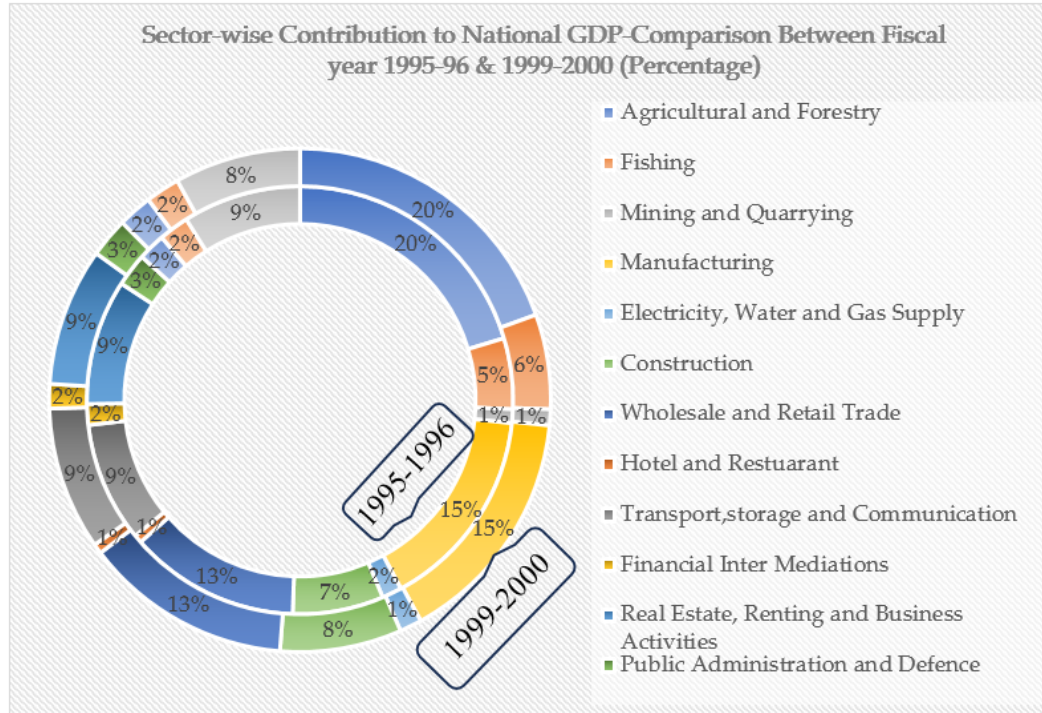 Sector-wise Contribution to National GDP-Comparison Between Fiscal
year 1995-96 & 1999-2000 (Percentage)
8%
9%
20%
20%
2%
2%
2%
2%
3%
3%
9%
9%
6%
5%
1%
1%
2%
2%
9%
9%
15%
15%
1%
1%
13%
13%
7%
8%
2%
1%
1995-1996
1999-2000
Agricultural and Forestry
Fishing
Mining and Quarrying
Manufacturing
Electricity, Water and Gas Supply
Construction
Wholesale and Retail Trade
Hotel and Restuarant
Transport,storage and Communication
Financial Inter Mediations
Real Estate, Renting and Business
Activities
Public Administration and Defence